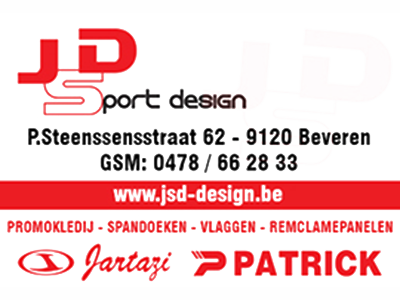 JSD Sport design
P.Steenssensstraat 62 - 9120 Beveren
GSM: 0478 / 66 28 33
www.jsd-design.be
PROMOKLEDIJ - SPANDOEKEN - VLAGGEN - REMCLAMEPANELEN
Jartazi PATRICK